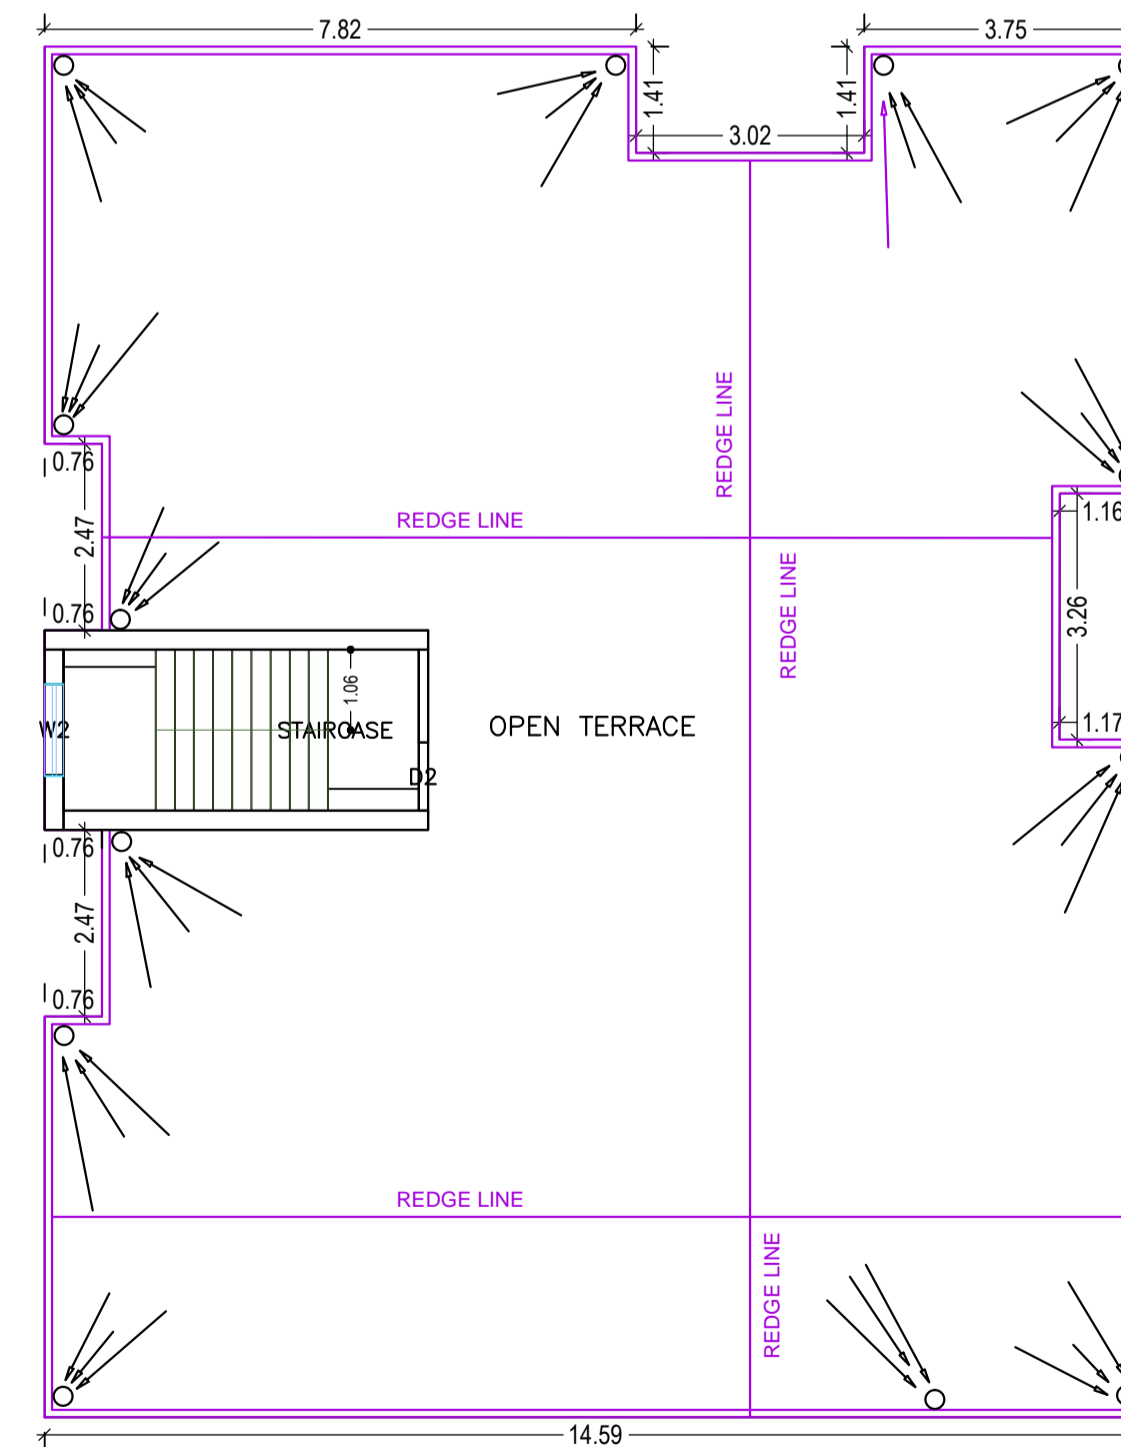 7.82
3.75
1.41
1.41
3.02
REDGE LINE
0.76
2.47
REDGE LINE
1.16
REDGE LINE
0.76
3.26
1.06
W2
STAIRCASE
OPEN TERRACE
1.17
D2
0.76
2.47
0.76
REDGE LINE
REDGE LINE
14.59